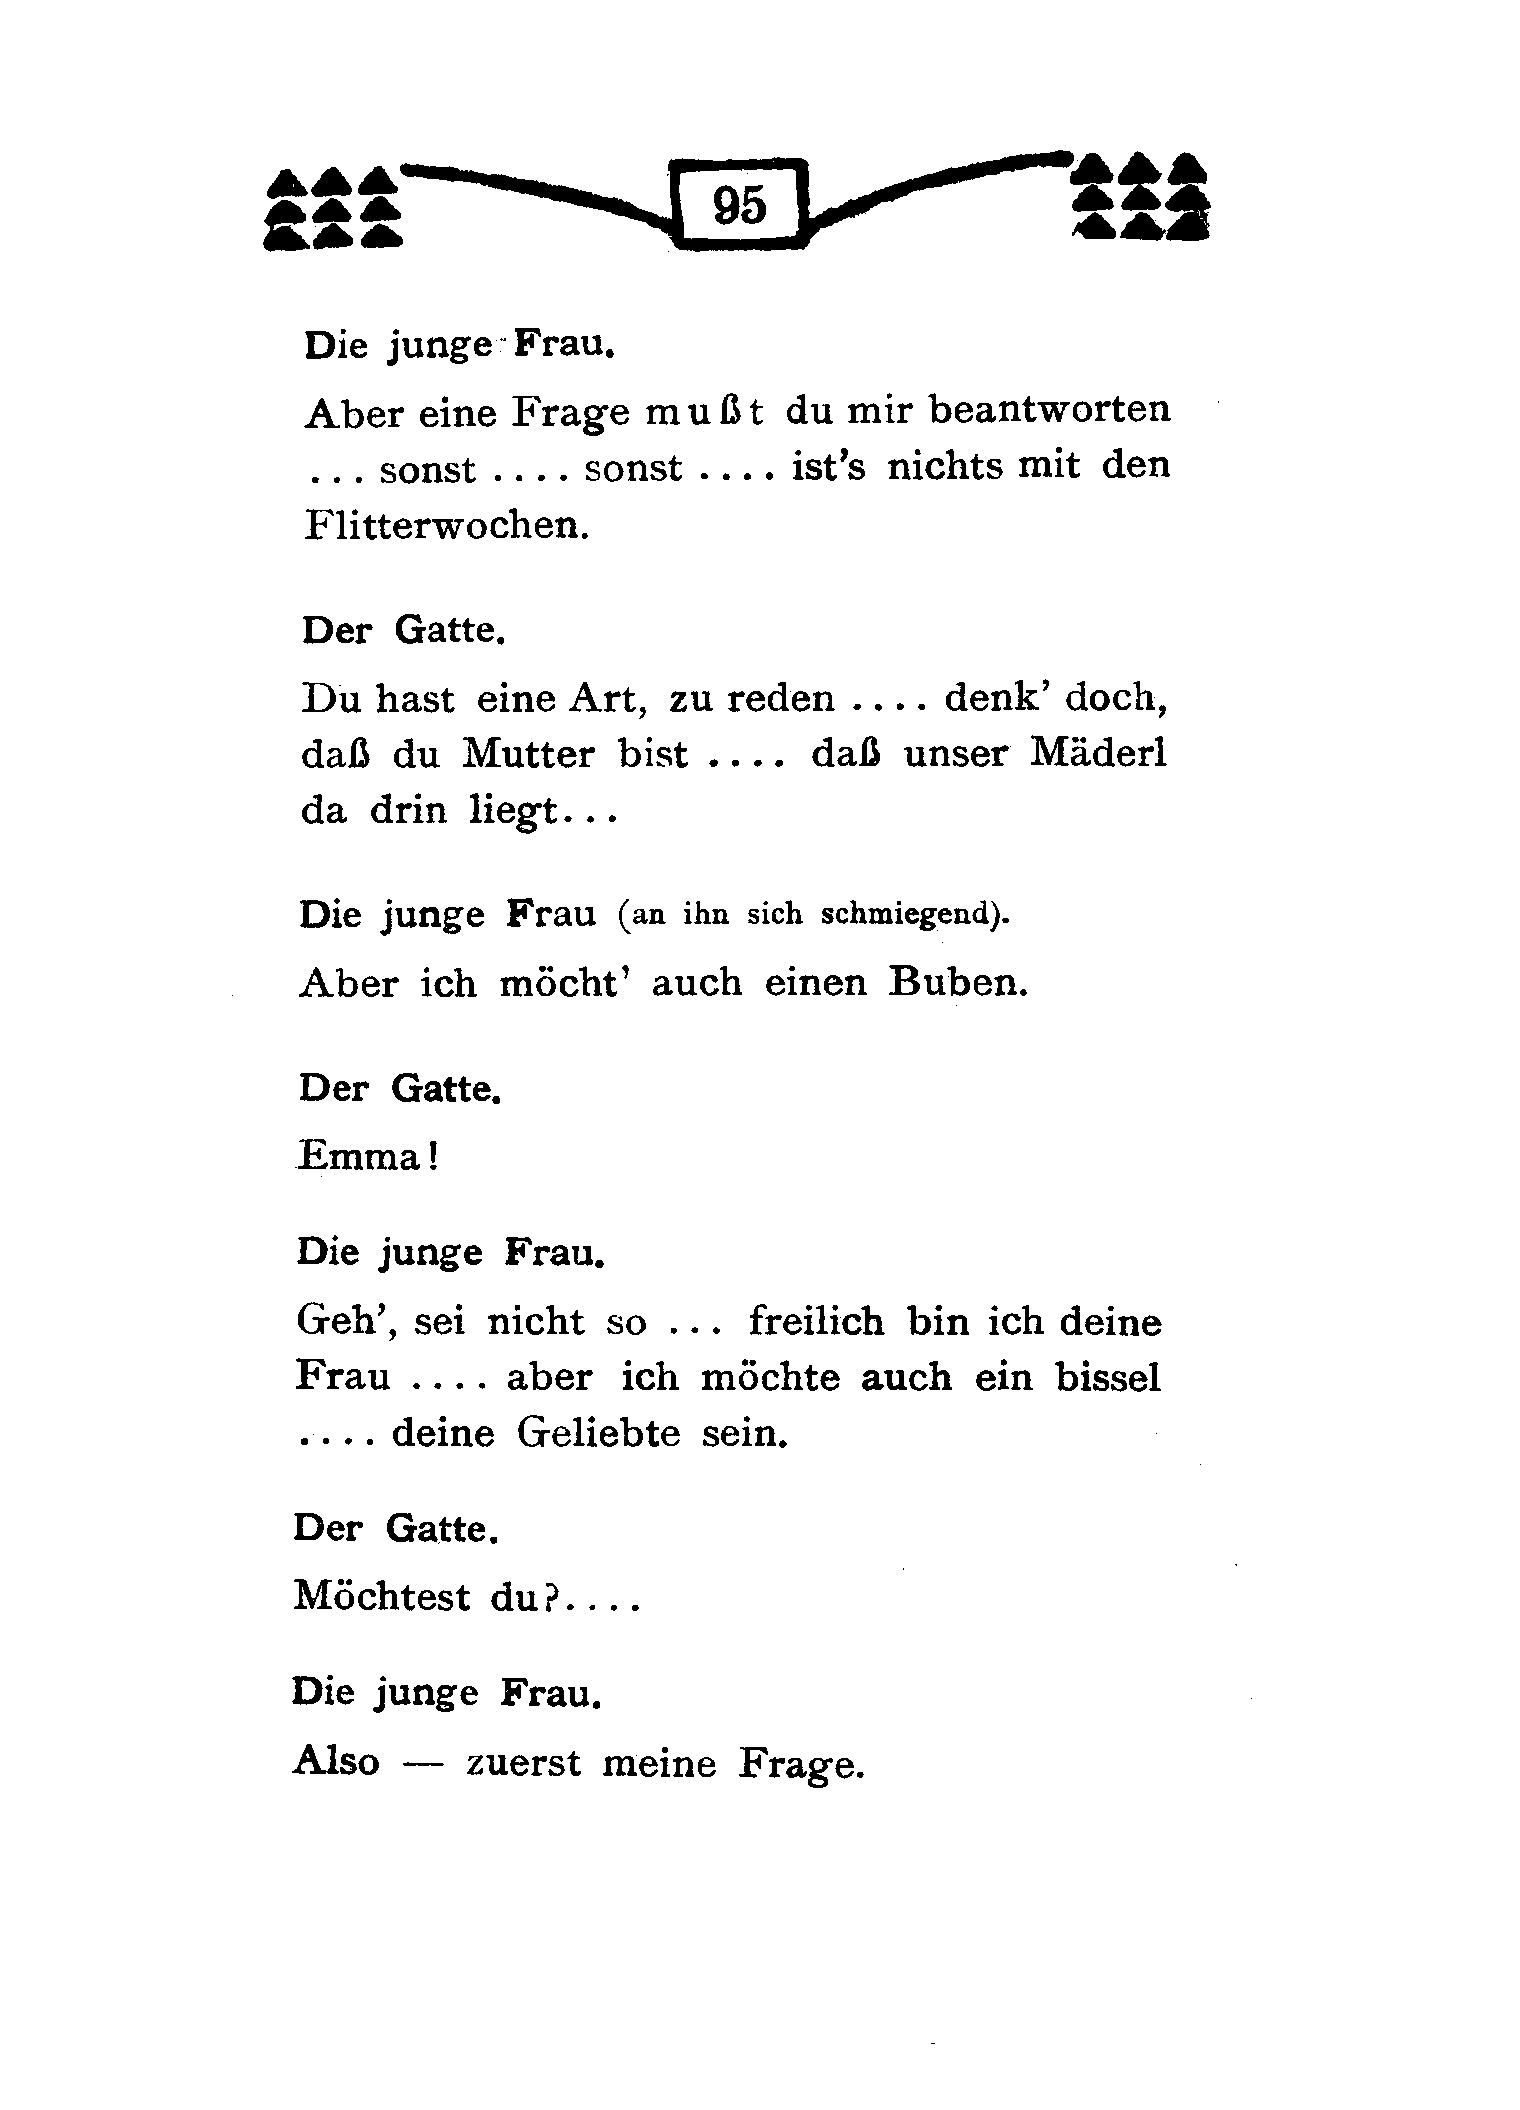 95
Die junge Frau.
Aber eine Frage mußt du mir beantworten
... sonst .... sonst .... ist's nichts mit den
Flitterwochen.
Der Gatte.
Du hast eine Art, zu reden .... denk' doch,
daß du Mutter bist .... daß unser Mäderl
da drin liegt...
Die junge Frau (an ihn sich schmiegend).
Aber ich möcht' auch einen Buben.
Der Gatte.
Emma!
Die junge Frau.
Geh', sei nicht so ... freilich bin ich deine
Frau .... aber ich möchte auch ein bissel
.... deine Geliebte sein.
Der Gatte.
Möchtest du?....
Die junge Frau.
Also — zuerst meine Frage.